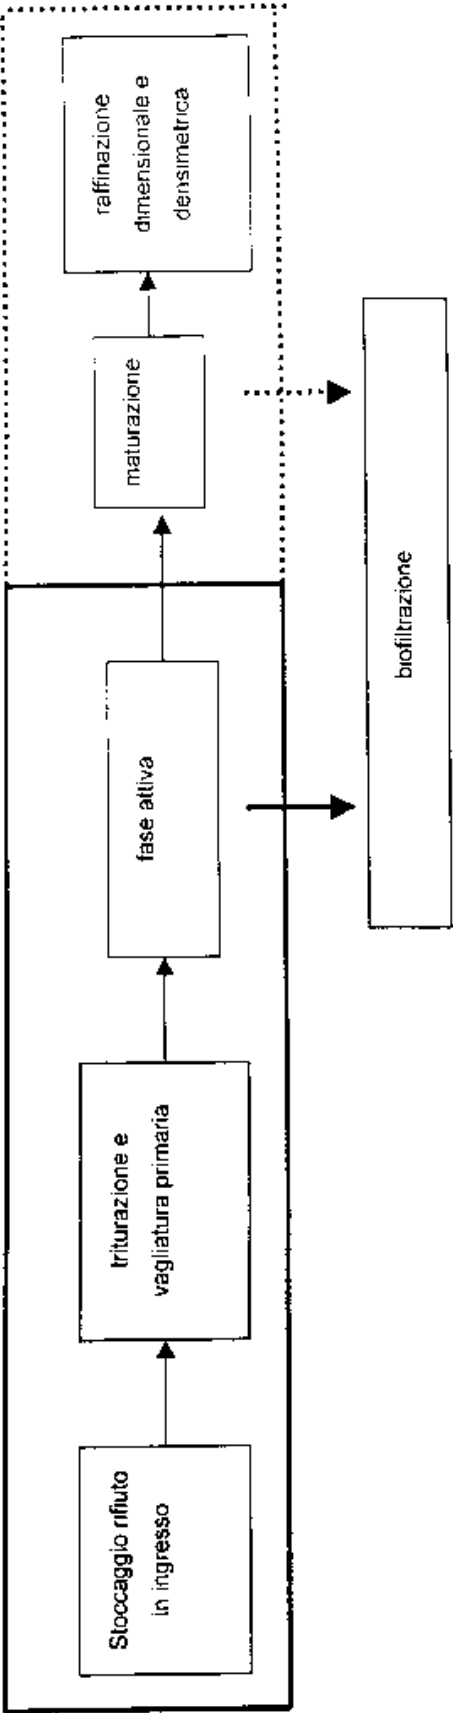 Stoccaggio rifiuto
in ingresso
triturazione e
vagliatura primaria
fase attiva
maturazione
raffinazione
dimensionale e
densimetrica
biofiltrazione